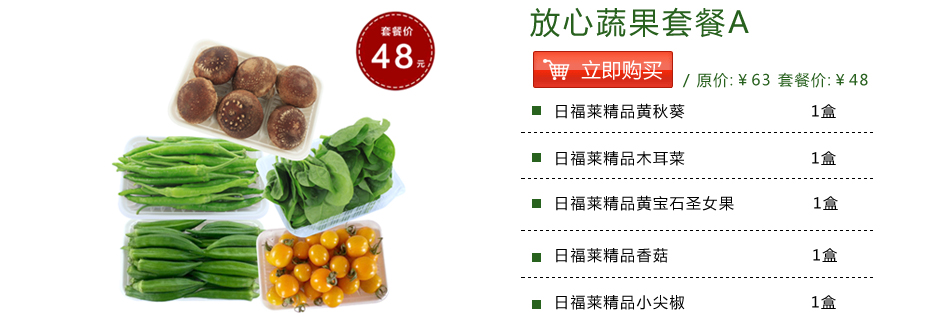 套餐价
48元
放心蔬果套餐A
立即购买
/ 原价:￥63 套餐价:￥48
日福莱精品黄秋葵 1盒
日福莱精品木耳菜 1盒
日福莱精品黄宝石圣女果 1盒
日福莱精品香菇 1盒
日福莱精品小尖椒 1盒